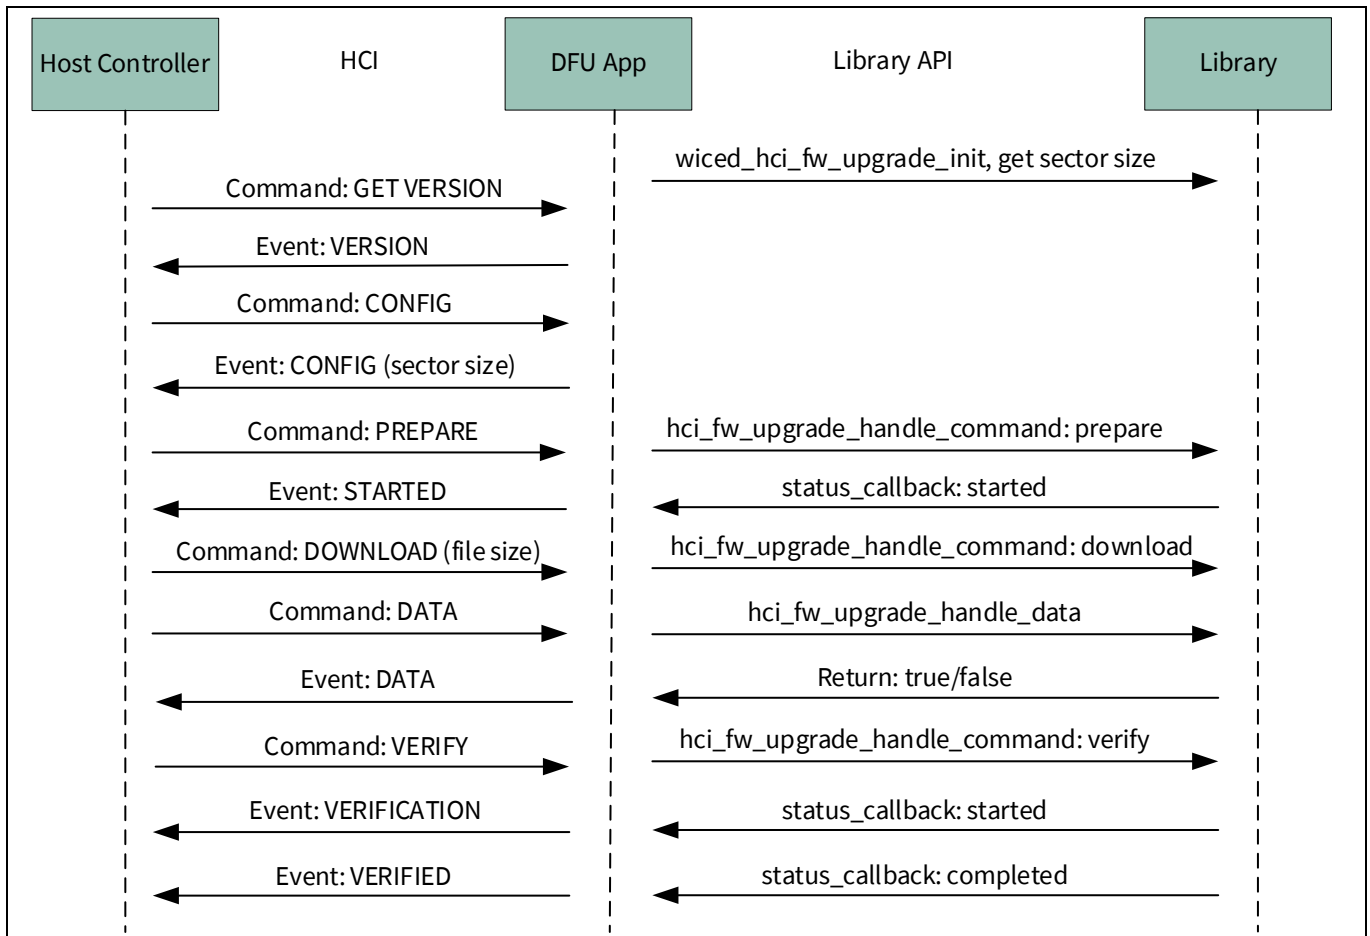 Host Controller
HCI
DFU App
Library API
Library
wiced_hci_fw_upgrade_init, get sector size
Command: GET VERSION
Event: VERSION
Command: CONFIG
Event: CONFIG (sector size)
Command: PREPARE
hci_fw_upgrade_handle_command: prepare
Event: STARTED
status_callback: started
Command: DOWNLOAD (file size)
hci_fw_upgrade_handle_command: download
Command: DATA
hci_fw_upgrade_handle_data
Event: DATA
Return: true/false
Command: VERIFY
hci_fw_upgrade_handle_command: verify
Event: VERIFICATION
status_callback: started
Event: VERIFIED
status_callback: completed